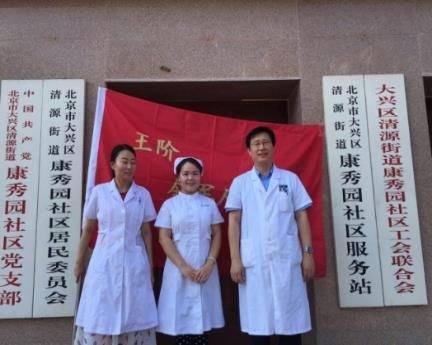 中国共产党
北京市大兴区清源街道
康秀园社区党支部
北京市大兴区
清源街道
康秀园社区居民委员会
王阶
北京市大兴区
清源街道
康秀园社区服务站
大兴区清源街道康秀园社区工会联合会